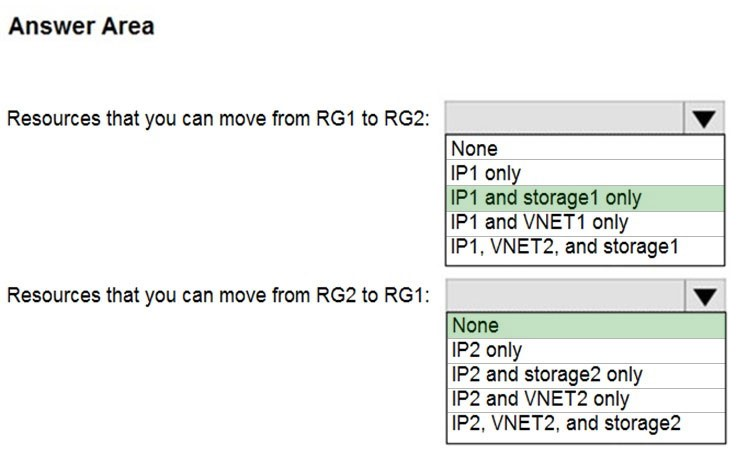 Answer Area
Resources that you can move from RG1 to RG2:
None
IP1 only
IP1 and storage1 only
IP1 and VNET1 only
IP1, VNET2, and storage1
Resources that you can move from RG2 to RG1:
None
IP2 only
IP2 and storage2 only
IP2 and VNET2 only
IP2, VNET2, and storage2